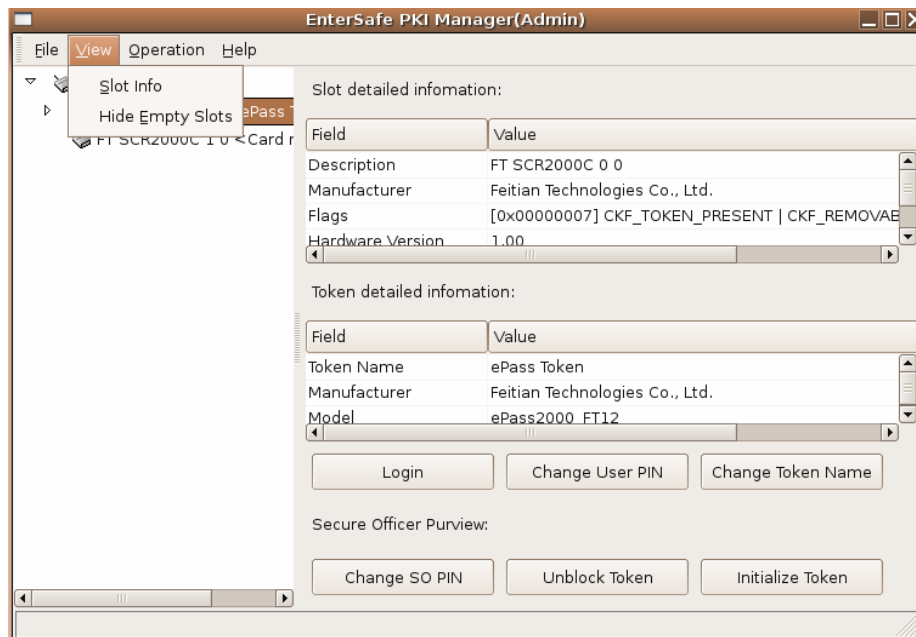 EnterSafe PKI Manager(Admin)
File View Operation Help
Slot Info
Hide Empty Slots
ePass
FT SCR2000C 1 0 <Card
Slot detailed infomation:
Field Value
Description FT SCR2000C 0 0
Manufacturer Feitian Technologies Co., Ltd.
Flags [0x00000007] CKF_TOKEN_PRESENT | CKF_REMOVAB
Hardware Version 1.00
Token detailed infomation:
Field Value
Token Name ePass Token
Manufacturer Feitian Technologies Co., Ltd.
Model ePass2000_FT12
Login Change User PIN Change Token Name
Secure Officer Purview:
Change SO PIN Unblock Token Initialize Token